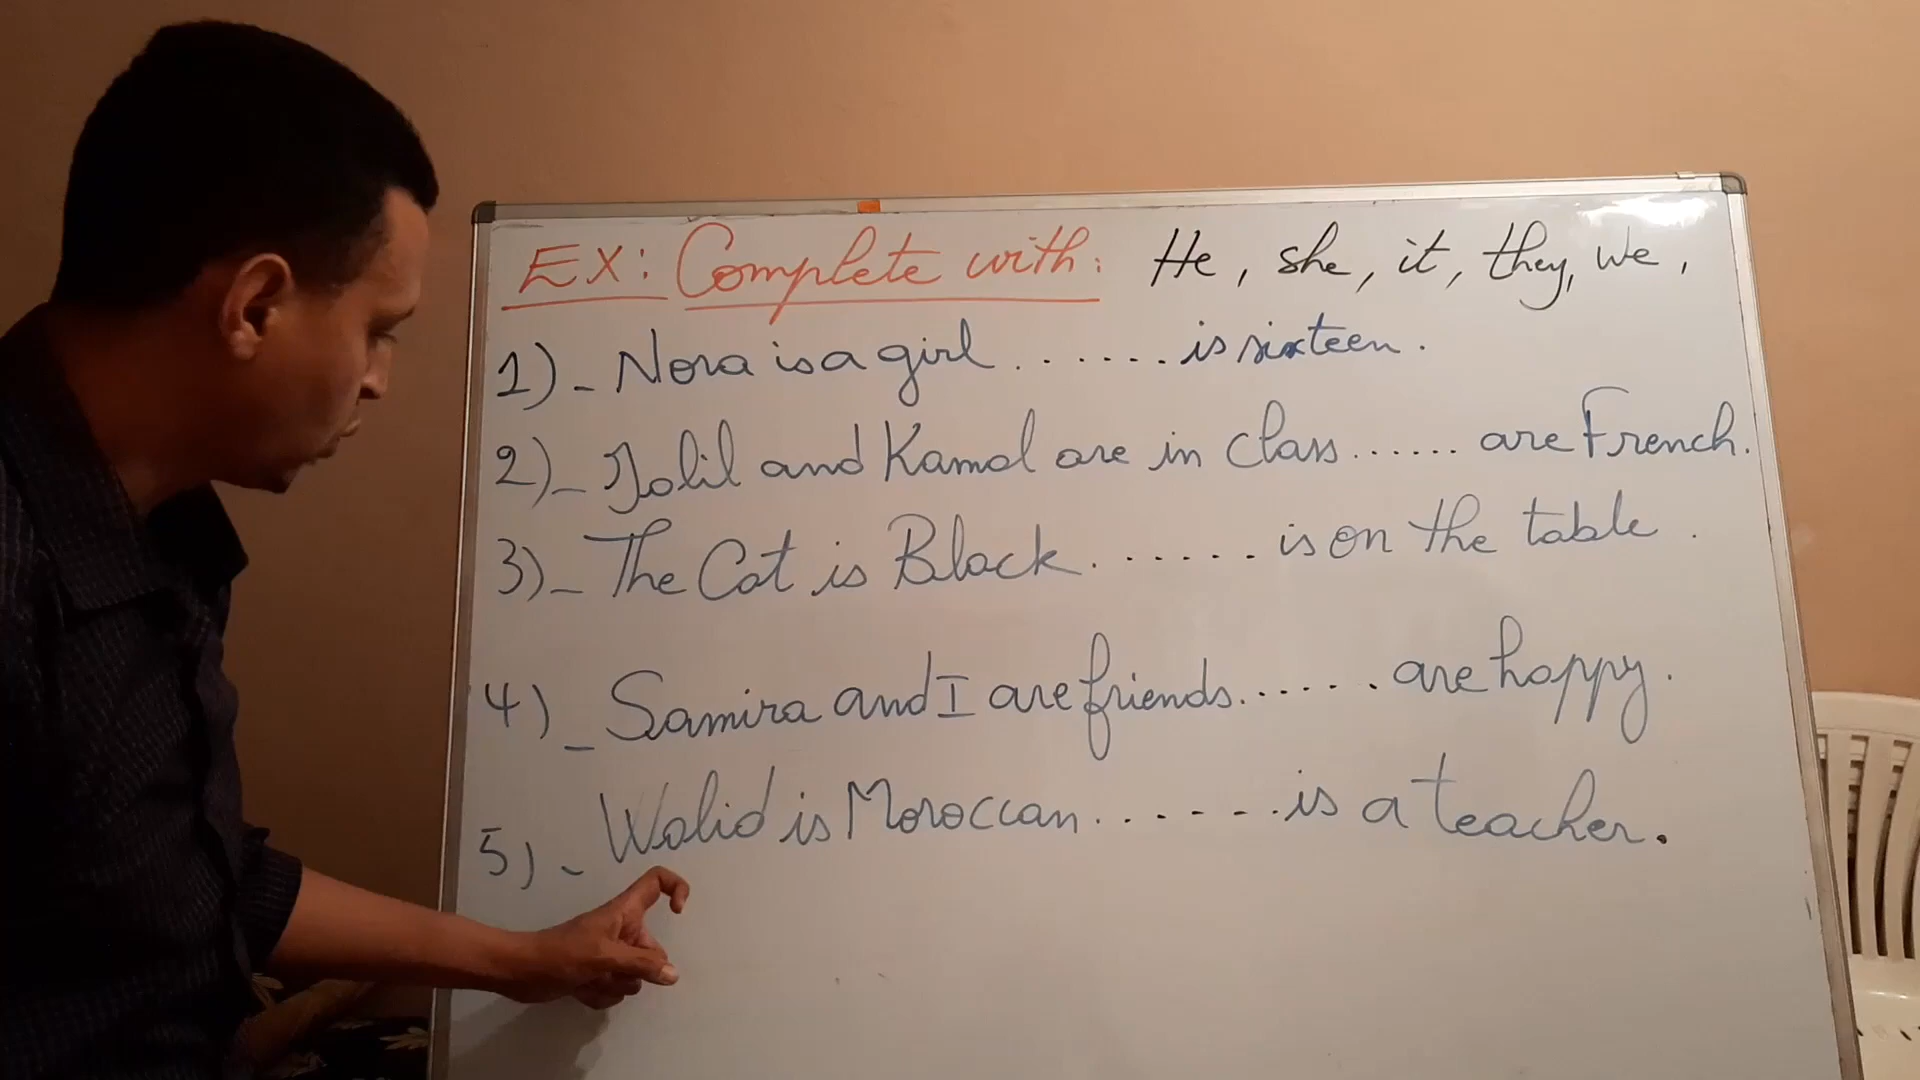 EX: Complete with: He, she, it, they, we,
1)- Nora is a girl . ...... is sixteen.
2)- Jalil and Kamal are in class ...... are French.
3)- The Cat is Black. ...... is on the table.
4)- Samira and I are friends. ..... are happy.
5)- Walid is Moroccan. ...... is a teacher.